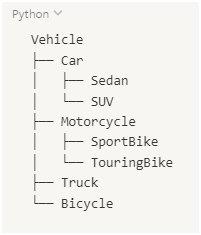 Python
Vehicle
├── Car
│   ├── Sedan
│   └── SUV
├── Motorcycle
│   ├── SportBike
│   └── TouringBike
├── Truck
└── Bicycle